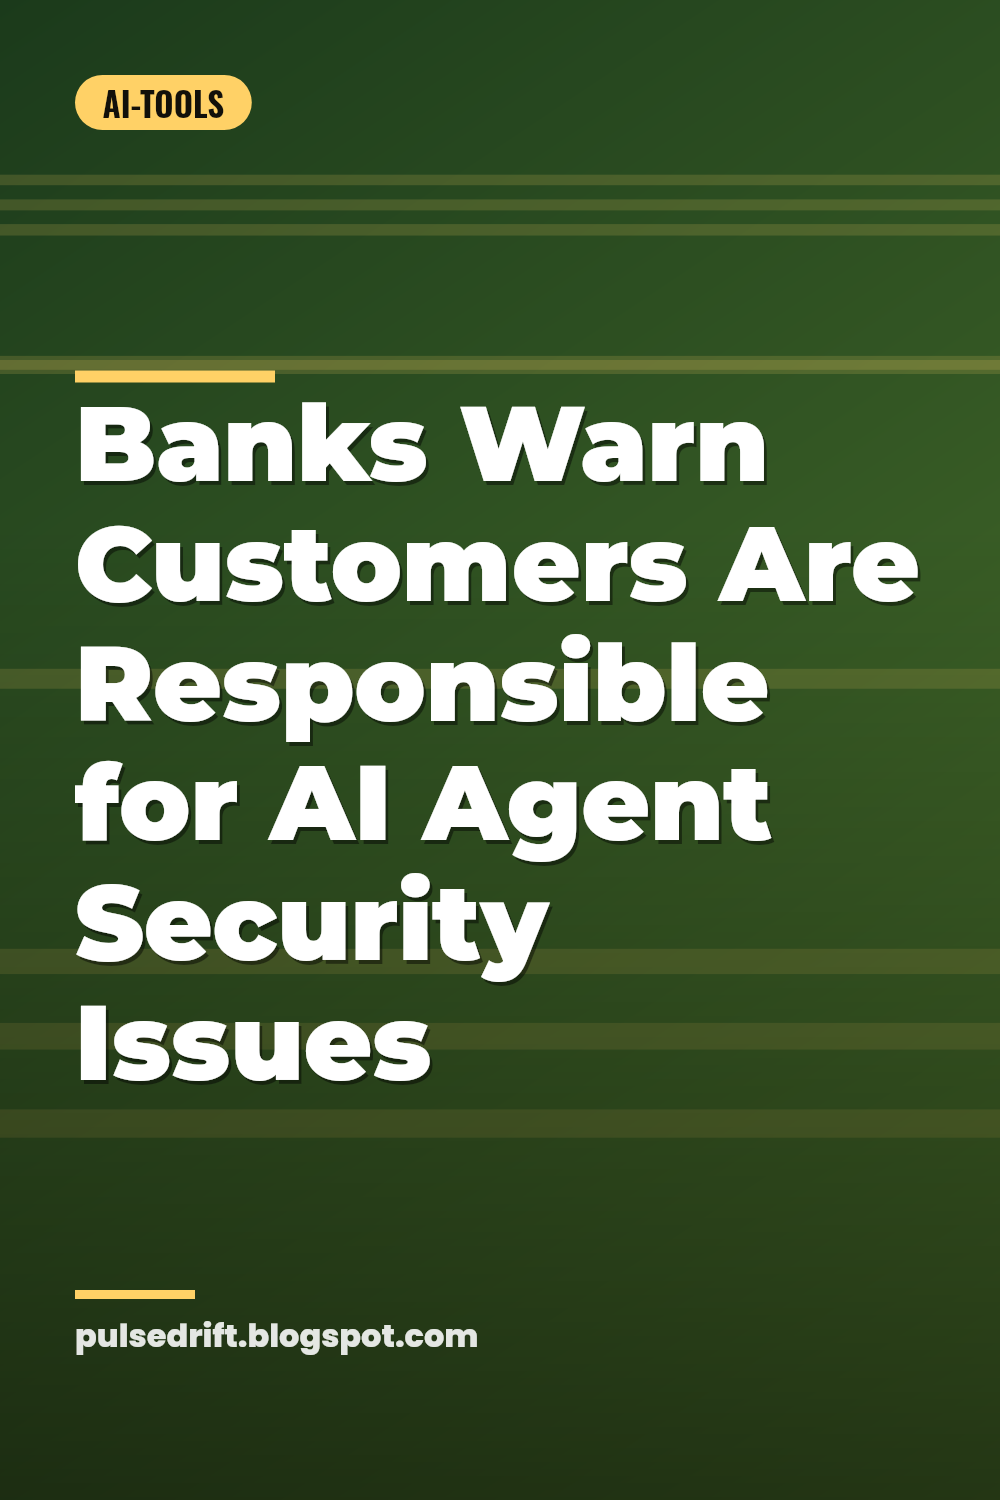 AI-TOOLS
Banks Warn
Customers Are
Responsible
for AI Agent
Security
Issues
pulsedrift.blogspot.com